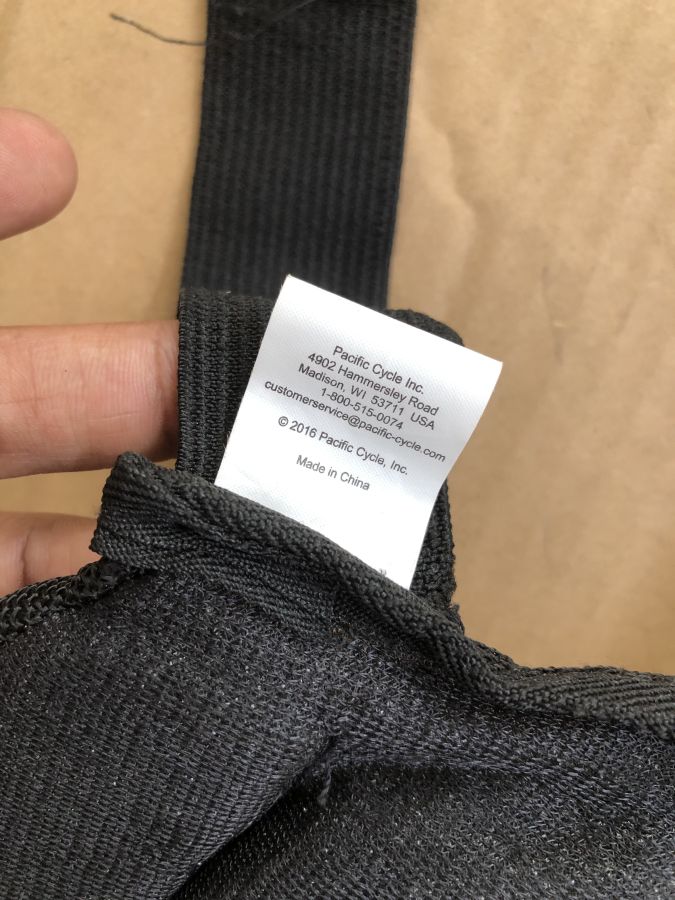 Pacific Cycle Inc.
4902 Hammersley Road
Madison, WI 53711 USA
1-800-515-0074
customerservice@pacific-cycle.com
© 2016 Pacific Cycle, Inc.
Made in China